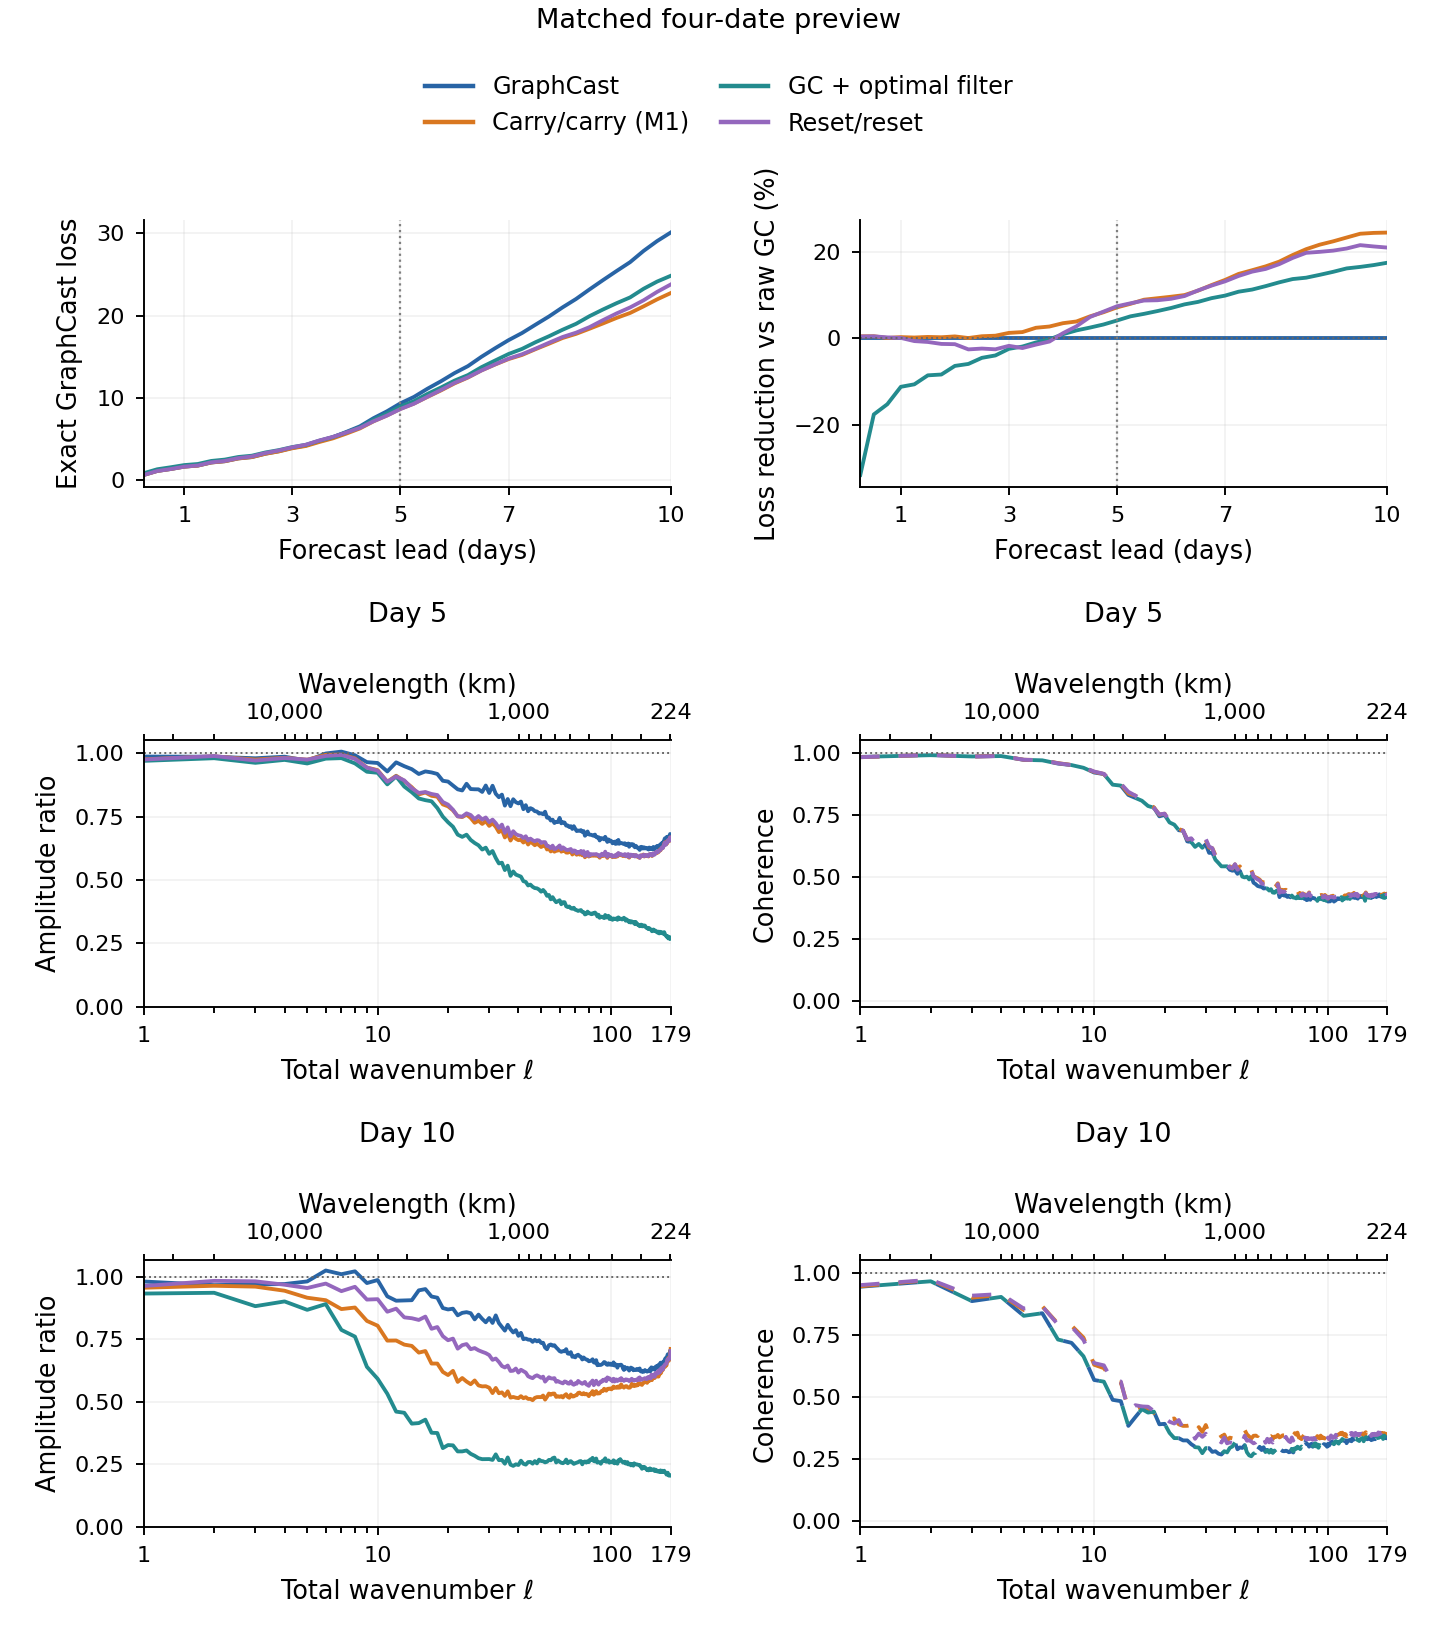 Matched four-date preview
GraphCast
GC + optimal filter
Carry/carry (M1)
Reset/reset
Exact GraphCast loss
30
20
10
0
1 3 5 7 10
Forecast lead (days)
Loss reduction vs raw GC (%)
20
0
−20
1 3 5 7 10
Forecast lead (days)
Day 5
Wavelength (km)
10,000 1,000 224
Amplitude ratio
1.00
0.75
0.50
0.25
0.00
1 10 100 179
Total wavenumber ℓ
Day 5
Wavelength (km)
10,000 1,000 224
Coherence
1.00
0.75
0.50
0.25
0.00
1 10 100 179
Total wavenumber ℓ
Day 10
Wavelength (km)
10,000 1,000 224
Amplitude ratio
1.00
0.75
0.50
0.25
0.00
1 10 100 179
Total wavenumber ℓ
Day 10
Wavelength (km)
10,000 1,000 224
Coherence
1.00
0.75
0.50
0.25
0.00
1 10 100 179
Total wavenumber ℓ